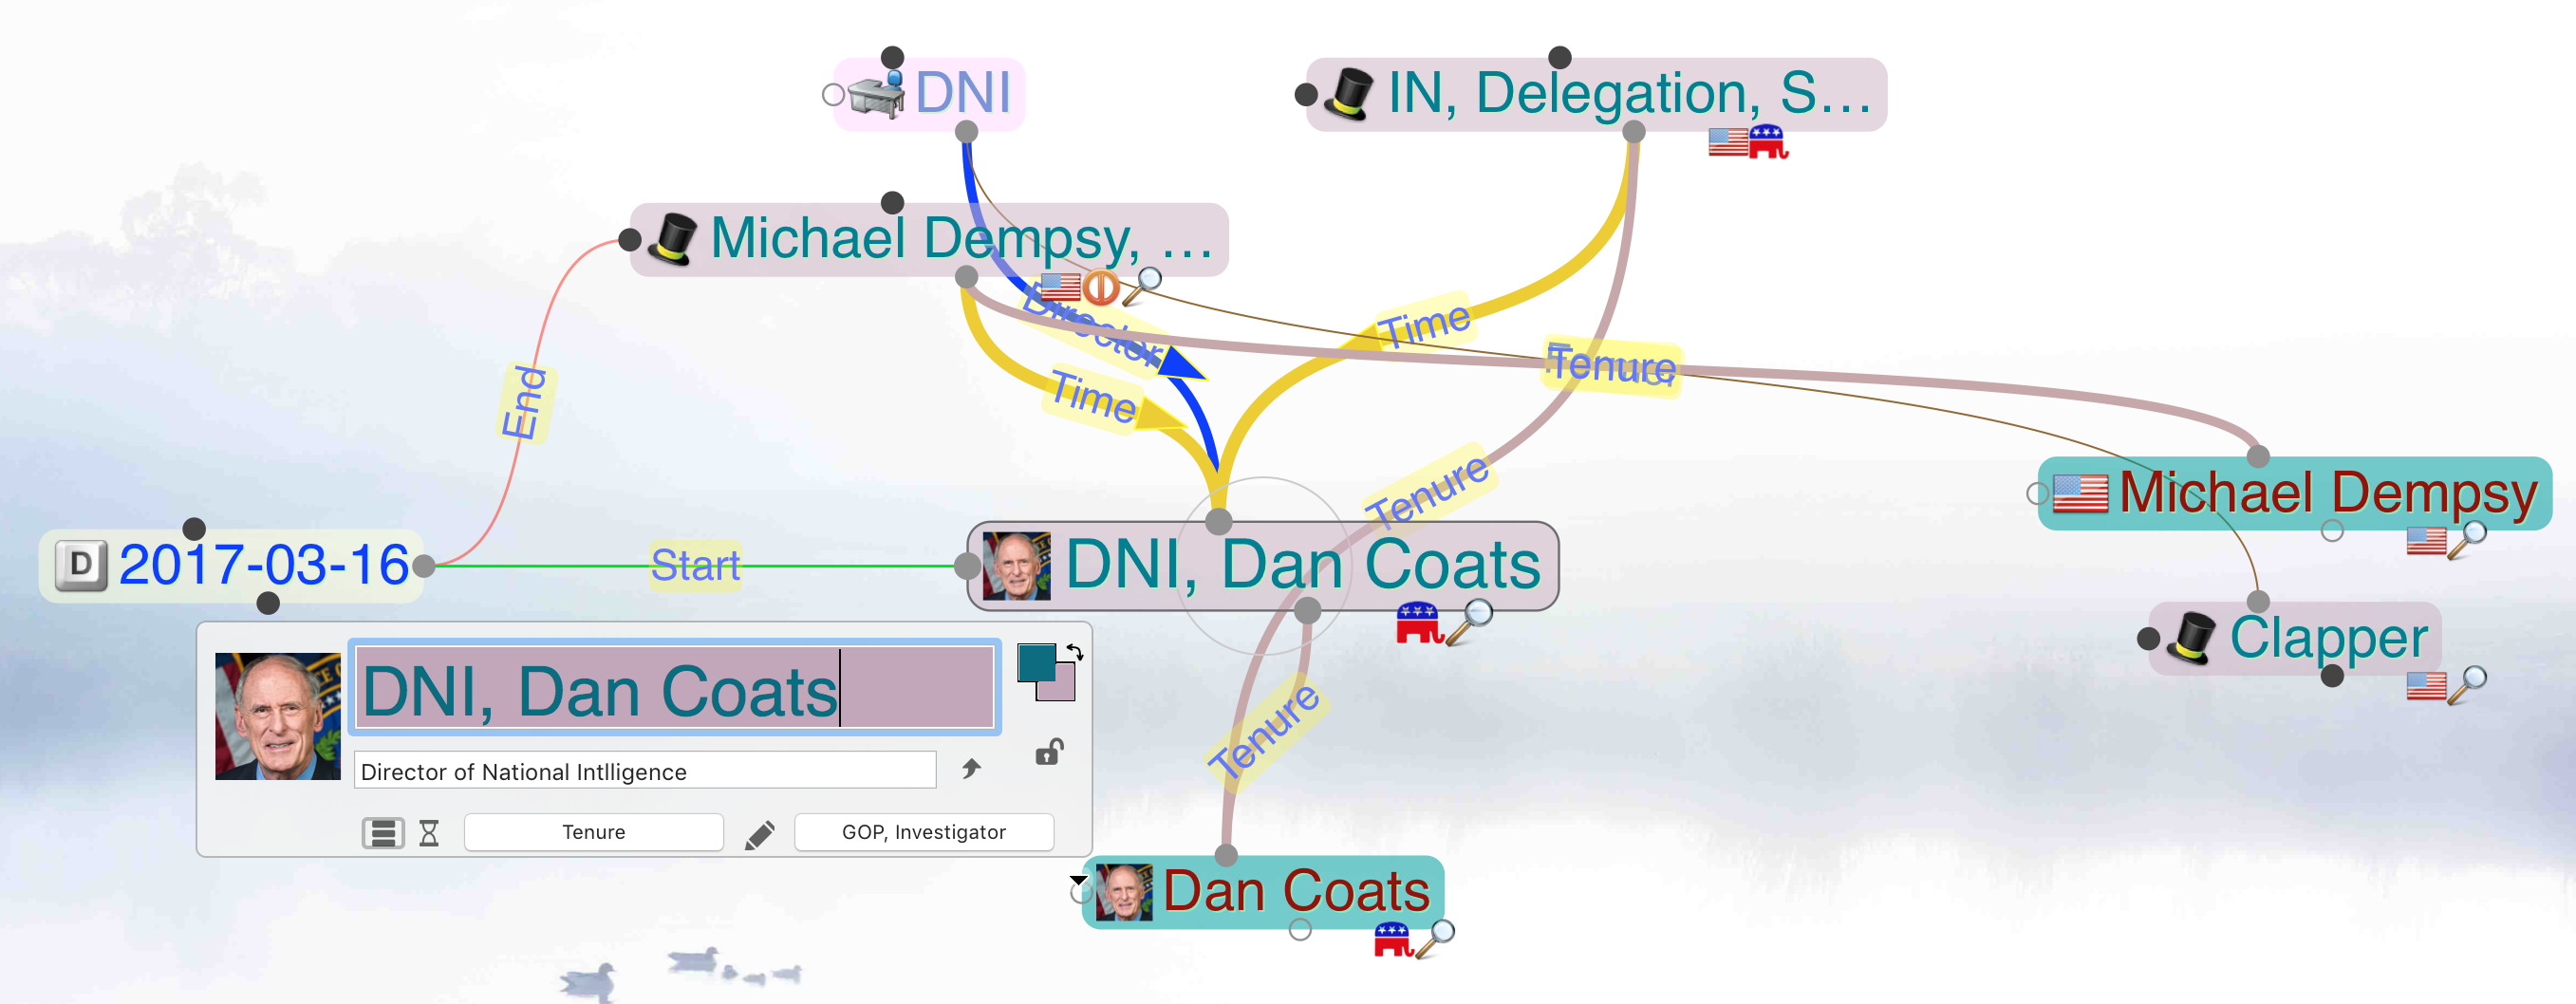 DNI
IN, Delegation, S...
Michael Dempsy, ...
Director
Time
Time
Tenure
End
Tenure
Michael Dempsy
D 2017-03-16
Start
DNI, Dan Coats
Clapper
DNI, Dan Coats
Tenure
Director of National Intlligence
Tenure
GOP, Investigator
Dan Coats